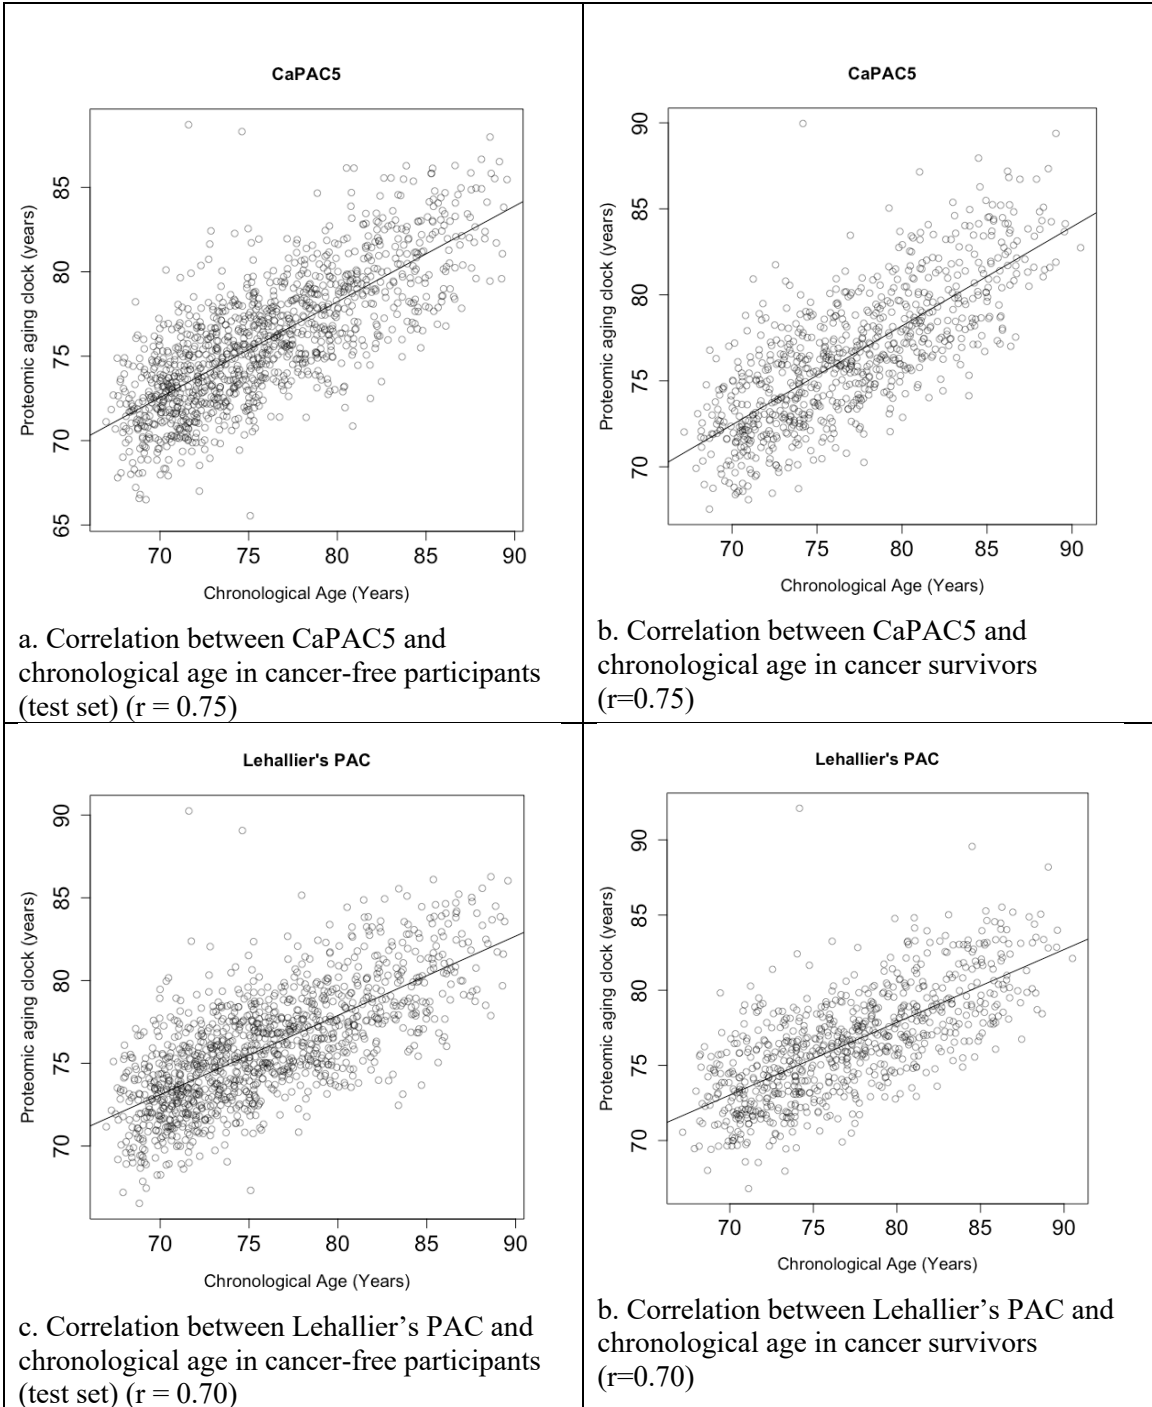 CaPAC5
85
80
75
70
65
Proteomic aging clock (years)
70 75 80 85 90
Chronological Age (Years)
a. Correlation between CaPAC5 and
chronological age in cancer-free participants
(test set) (r = 0.75)
CaPAC5
90
85
80
75
70
Proteomic aging clock (years)
70 75 80 85 90
Chronological Age (Years)
b. Correlation between CaPAC5 and
chronological age in cancer survivors
(r=0.75)
Lehallier's PAC
90
85
80
75
70
Proteomic aging clock (years)
70 75 80 85 90
Chronological Age (Years)
c. Correlation between Lehallier’s PAC and
chronological age in cancer-free participants
(test set) (r = 0.70)
Lehallier's PAC
90
85
80
75
70
Proteomic aging clock (years)
70 75 80 85 90
Chronological Age (Years)
b. Correlation between Lehallier’s PAC and
chronological age in cancer survivors
(r=0.70)